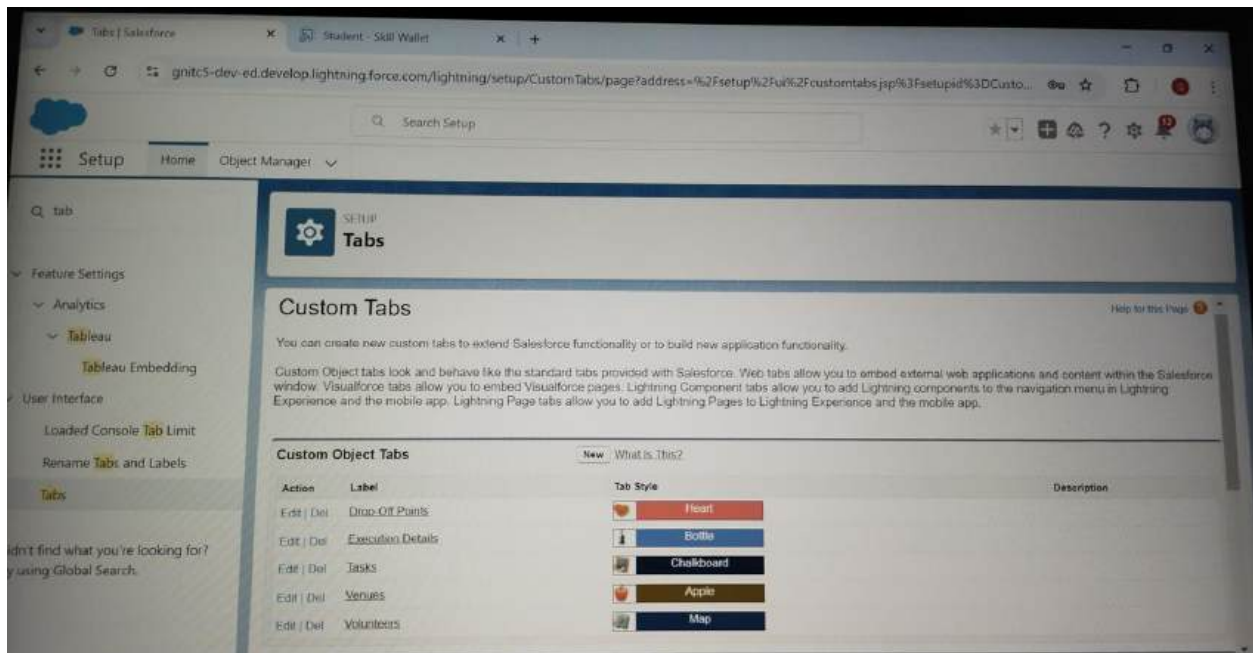 Tabs | Salesforce
Student - Skill Wallet
gnitc5-dev-ed.develop.lightning.force.com/lightning/setup/CustomTabs/page?address=%2Fsetup%2Fui%2Fcustomtabs.jsp%3Fsetupid%3DCusto...
Search Setup
Setup Home Object Manager
tab
SETUP
Tabs
Feature Settings
Analytics
Tableau
Tableau Embedding
User Interface
Loaded Console Tab Limit
Rename Tabs and Labels
Tabs
dn't find what you're looking for?
y using Global Search.
Custom Tabs
Help for this Page
You can create new custom tabs to extend Salesforce functionality or to build new application functionality.
Custom Object tabs look and behave like the standard tabs provided with Salesforce. Web tabs allow you to embed external web applications and content within the Salesforce
window. Visualforce tabs allow you to embed Visualforce pages. Lightning Component tabs allow you to add Lightning components to the navigation menu in Lightning
Experience and the mobile app. Lightning Page tabs allow you to add Lightning Pages to Lightning Experience and the mobile app.
Custom Object Tabs New What Is This?
Action Label Tab Style Description
Edit | Del Drop-Off Points Heart
Edit | Del Execution Details Bottle
Edit | Del Tasks Chalkboard
Edit | Del Venues Apple
Edit | Del Volunteers Map